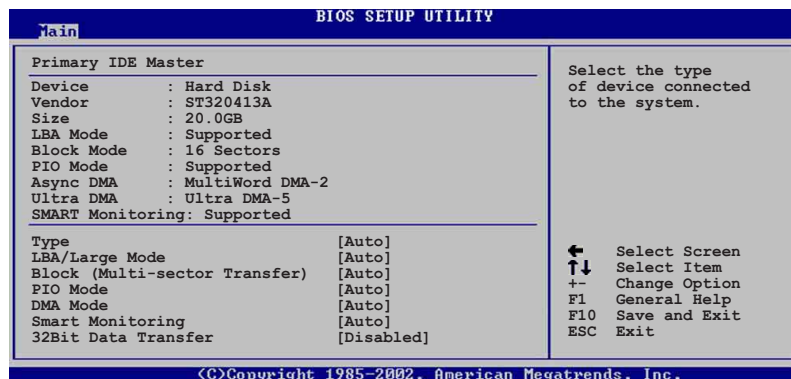 BIOS SETUP UTILITY
Main
Primary IDE Master
Device : Hard Disk
Vendor : ST320413A
Size : 20.0GB
LBA Mode : Supported
Block Mode : 16 Sectors
PIO Mode : Supported
Async DMA : MultiWord DMA-2
Ultra DMA : Ultra DMA-5
SMART Monitoring: Supported
Type [Auto]
LBA/Large Mode [Auto]
Block (Multi-sector Transfer) [Auto]
PIO Mode [Auto]
DMA Mode [Auto]
Smart Monitoring [Auto]
32Bit Data Transfer [Disabled]
Select the type
of device connected
to the system.
← Select Screen
↑↓ Select Item
+- Change Option
F1 General Help
F10 Save and Exit
ESC Exit
(C)Copyright 1985-2002, American Megatrends, Inc.